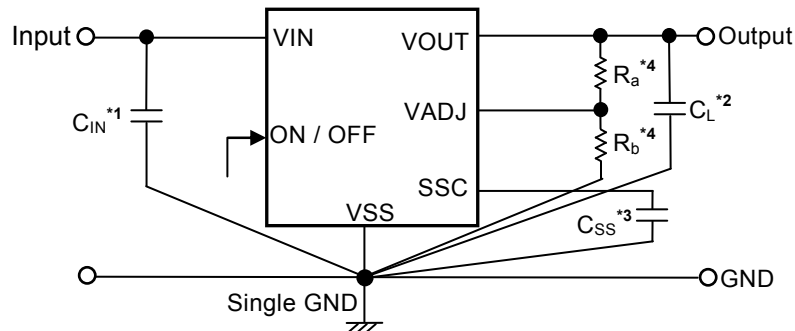 Input VIN VOUT Output
Ra*4
CIN*1 VADJ CL*2
ON / OFF Rb*4
SSC
VSS CSS*3
GND
Single GND